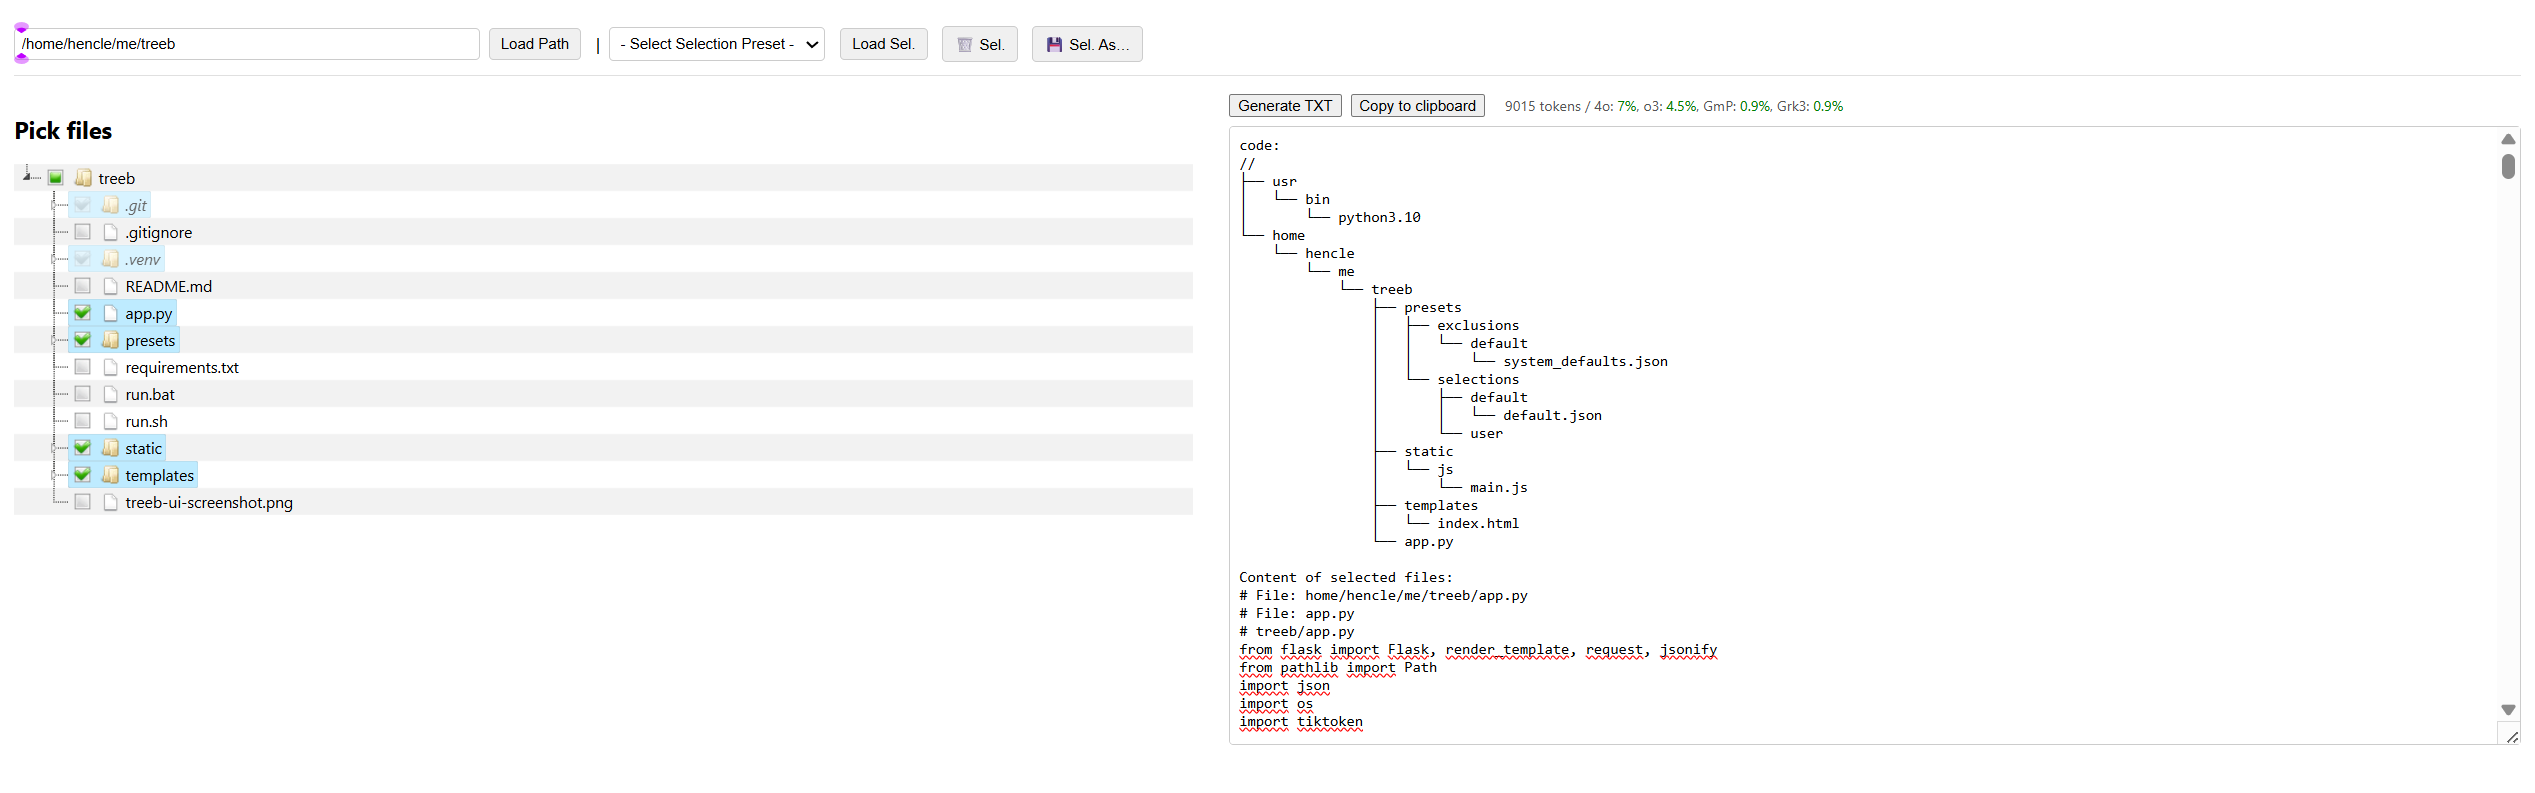 /home/hencle/me/treeb Load Path | - Select Selection Preset - Load Sel. Sel. Sel. As...
Pick files
treeb
.git
.gitignore
.venv
README.md
app.py
presets
requirements.txt
run.bat
run.sh
static
templates
treeb-ui-screenshot.png
Generate TXT Copy to clipboard 9015 tokens / 4o: 7%, o3: 4.5%, GmP: 0.9%, Grk3: 0.9%
code:
//
├── usr
│   └── bin
│       └── python3.10
└── home
    └── hencle
        └── me
            └── treeb
                ├── presets
                │   ├── exclusions
                │   │   └── default
                │   │       └── system_defaults.json
                │   └── selections
                │       ├── default
                │       │   └── default.json
                │       └── user
                ├── static
                │   └── js
                │       └── main.js
                ├── templates
                │   └── index.html
                └── app.py
Content of selected files:
# File: home/hencle/me/treeb/app.py
# File: app.py
# treeb/app.py
from flask import Flask, render_template, request, jsonify
from pathlib import Path
import json
import os
import tiktoken